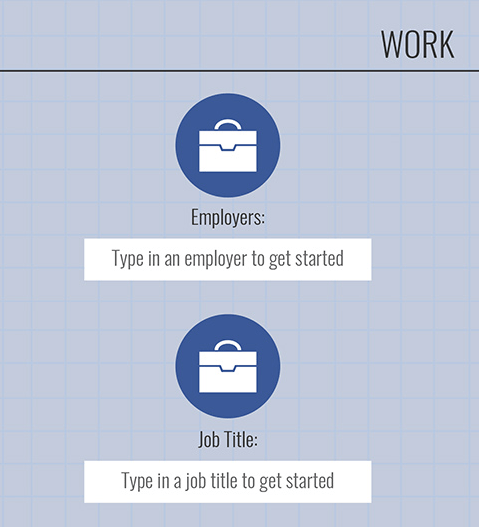 WORK
Employers:
Type in an employer to get started
Job Title:
Type in a job title to get started